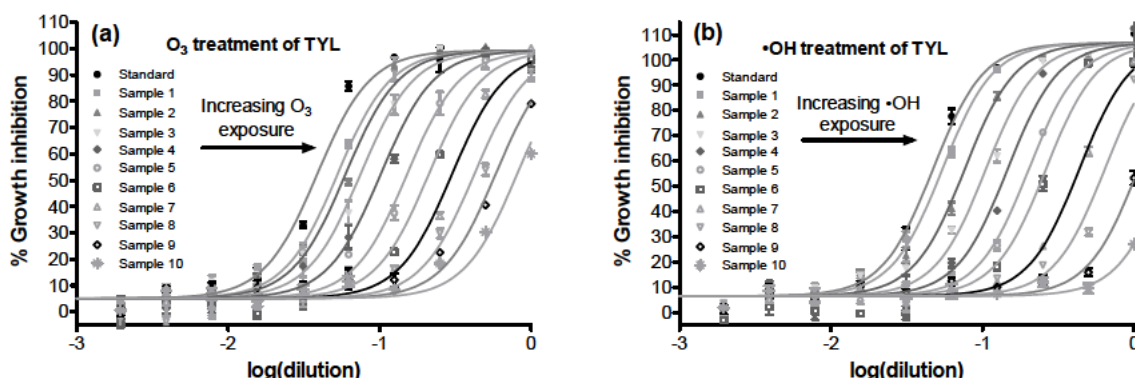 (a)
O₃ treatment of TYL
Standard
Sample 1
Sample 2
Sample 3
Sample 4
Sample 5
Sample 6
Sample 7
Sample 8
Sample 9
Sample 10
Increasing O₃
exposure
% Growth inhibition
110
100
90
80
70
60
50
40
30
20
10
0
-3
-2
-1
0
log(dilution)
(b)
•OH treatment of TYL
Standard
Sample 1
Sample 2
Sample 3
Sample 4
Sample 5
Sample 6
Sample 7
Sample 8
Sample 9
Sample 10
Increasing •OH
exposure
% Growth inhibition
110
100
90
80
70
60
50
40
30
20
10
0
-3
-2
-1
0
log(dilution)